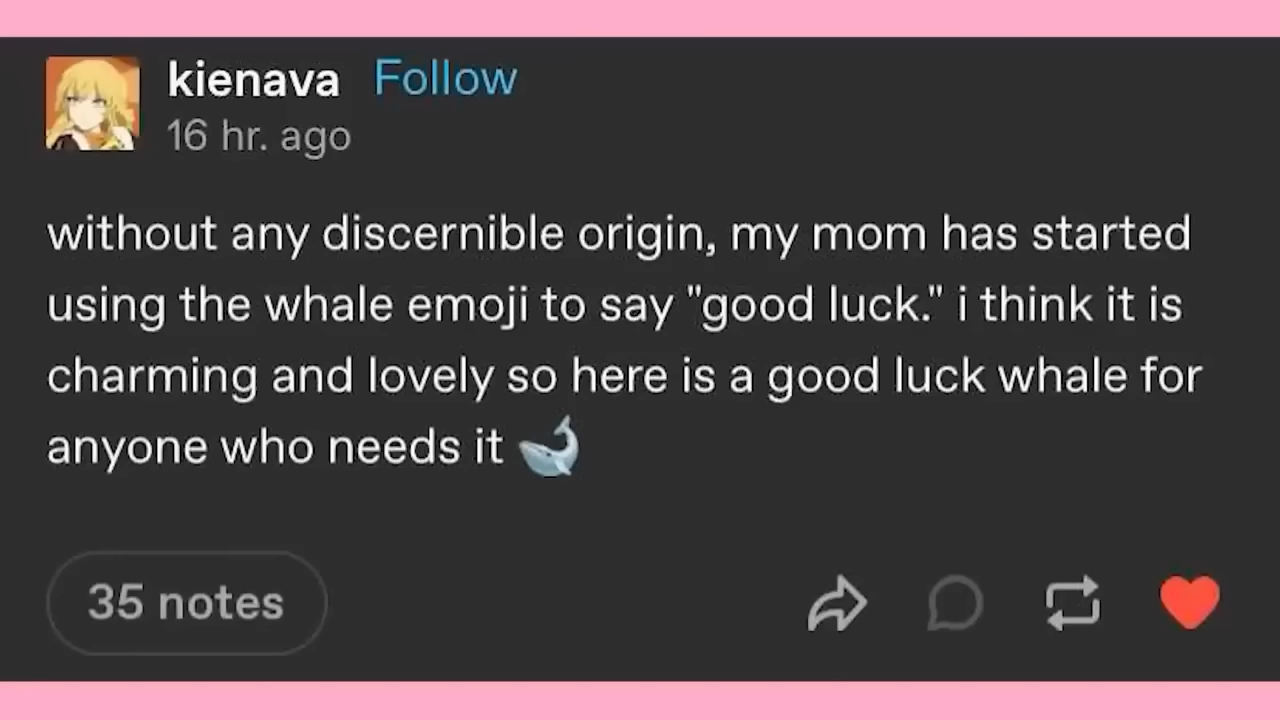 kienava Follow
16 hr. ago
without any discernible origin, my mom has started
using the whale emoji to say "good luck." i think it is
charming and lovely so here is a good luck whale for
anyone who needs it 🐋
35 notes